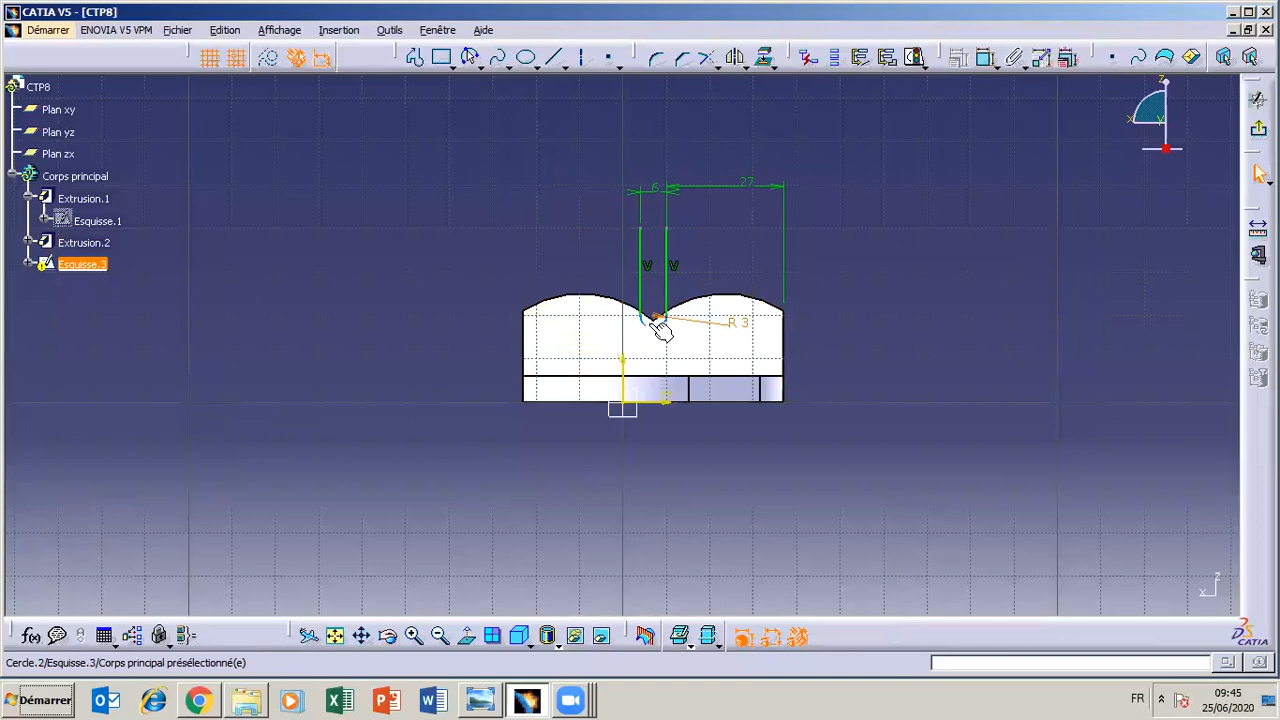 CATIA V5 - [CTP8]
Démarrer ENOVIA V5 VPM Fichier Edition Affichage Insertion Outils Fenêtre Aide
CTP8
Plan xy
Plan yz
Plan zx
Corps principal
Extrusion.1
Esquisse.1
Extrusion.2
Esquisse.3
z
x
y
6
27
V V
R 3
z
x
f(x)
DS CATIA
Cercle.2/Esquisse.3/Corps principal présélectionné(e)
Démarrer
FR
09:45
25/06/2020